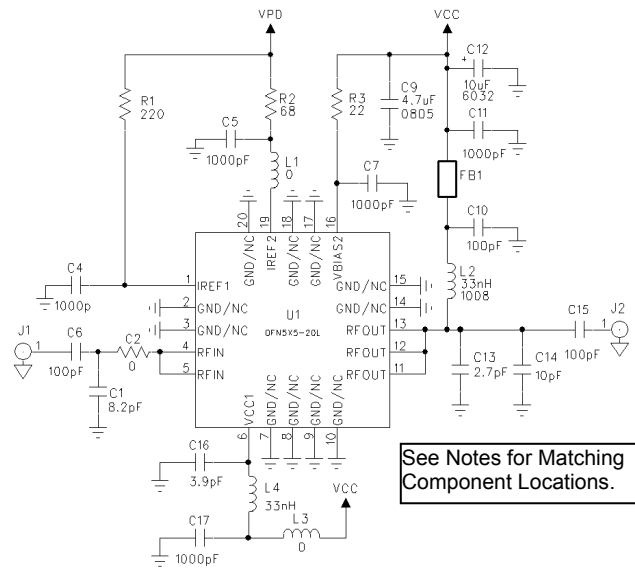 VPD
VCC
R1
220
C5
1000pF
R2
68
L1
0
R3
22
C9
4.7uF
0805
C7
1000pF
+
C12
10uF
6032
C11
1000pF
FB1
C10
100pF
L2
33nH
1008
20
19
18
17
16
GND/NC
IREF2
GND/NC
GND/NC
VBIAS2
C4
1000p
1
IREF1
2
GND/NC
3
GND/NC
4
RFIN
5
RFIN
U1
QFN5X5-20L
GND/NC
15
GND/NC
14
RFOUT
13
RFOUT
12
RFOUT
11
J1
1
C6
100pF
C2
0
C1
8.2pF
C15
100pF
J2
1
C13
2.7pF
C14
10pF
VCC1
GND/NC
GND/NC
GND/NC
GND/NC
6
7
8
9
10
C16
3.9pF
L4
33nH
L3
0
VCC
C17
1000pF
See Notes for Matching
Component Locations.